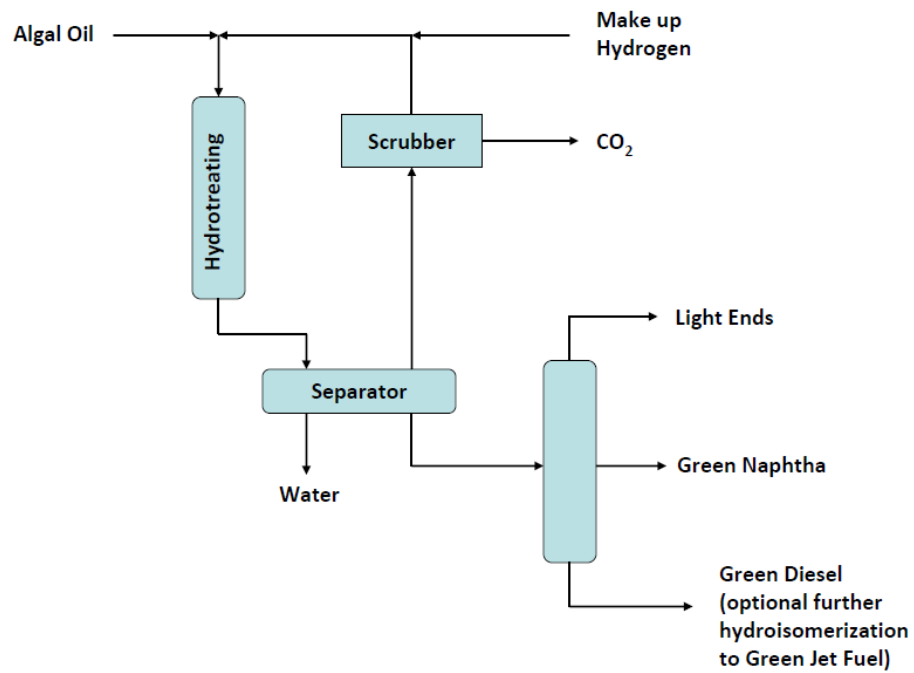 Algal Oil
Make up
Hydrogen
Hydrotreating
Scrubber
CO₂
Light Ends
Separator
Green Naphtha
Water
Green Diesel
(optional further
hydroisomerization
to Green Jet Fuel)